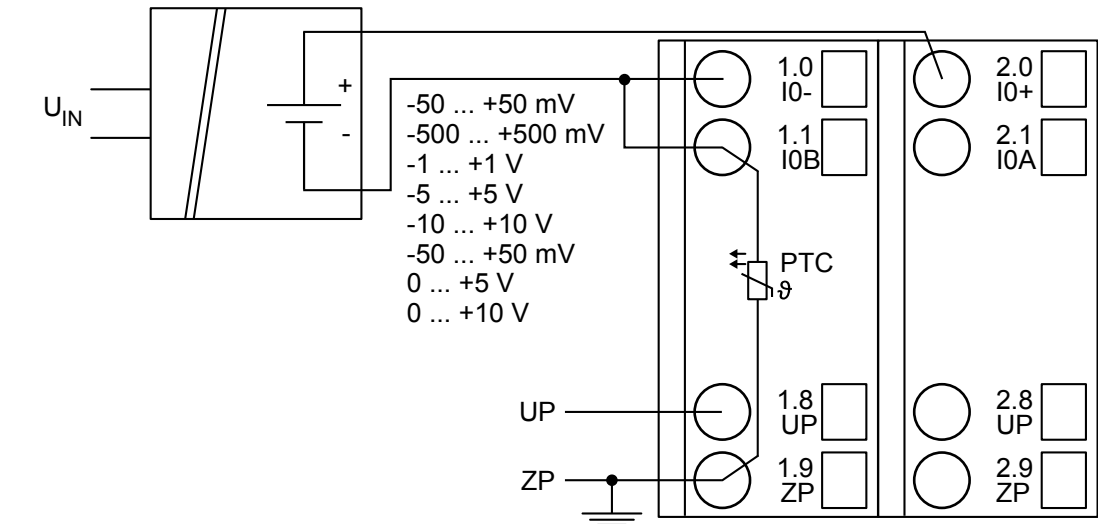 U_IN
+
-
-50 ... +50 mV
-500 ... +500 mV
-1 ... +1 V
-5 ... +5 V
-10 ... +10 V
-50 ... +50 mV
0 ... +5 V
0 ... +10 V
1.0
I0-
2.0
I0+
1.1
I0B
2.1
I0A
PTC
ϑ
UP
1.8
UP
2.8
UP
ZP
1.9
ZP
2.9
ZP